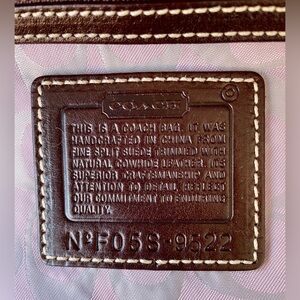 COACH
©
THIS IS A COACH BAG. IT WAS
HANDCRAFTED IN CHINA FROM
FINE SPLIT SUEDE TRIMMED WITH
NATURAL COWHIDE LEATHER. ITS
SUPERIOR CRAFTSMANSHIP AND
ATTENTION TO DETAIL, REFLECT
OUR COMMITMENT TO ENDURING
QUALITY.
No F05S-9522